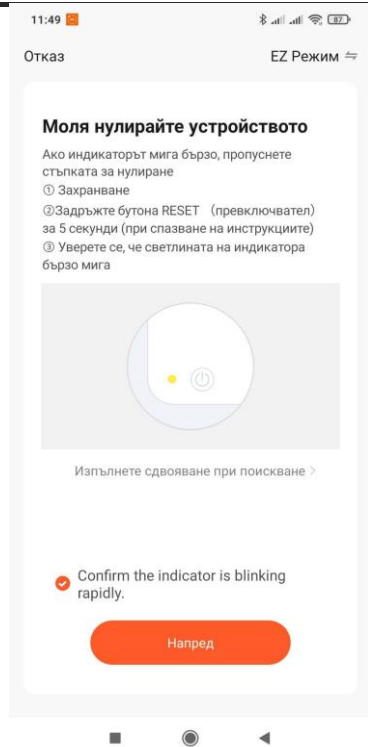 11:49
87
Отказ
EZ Режим
Моля нулирайте устройството
Ако индикаторът мига бързо, пропуснете
стъпката за нулиране
① Захранване
②Задръжте бутона RESET （превключвател）
за 5 секунди (при спазване на инструкциите)
③ Уверете се, че светлината на индикатора
бързо мига
Изпълнете сдвояване при поискване >
Confirm the indicator is blinking
rapidly.
Напред